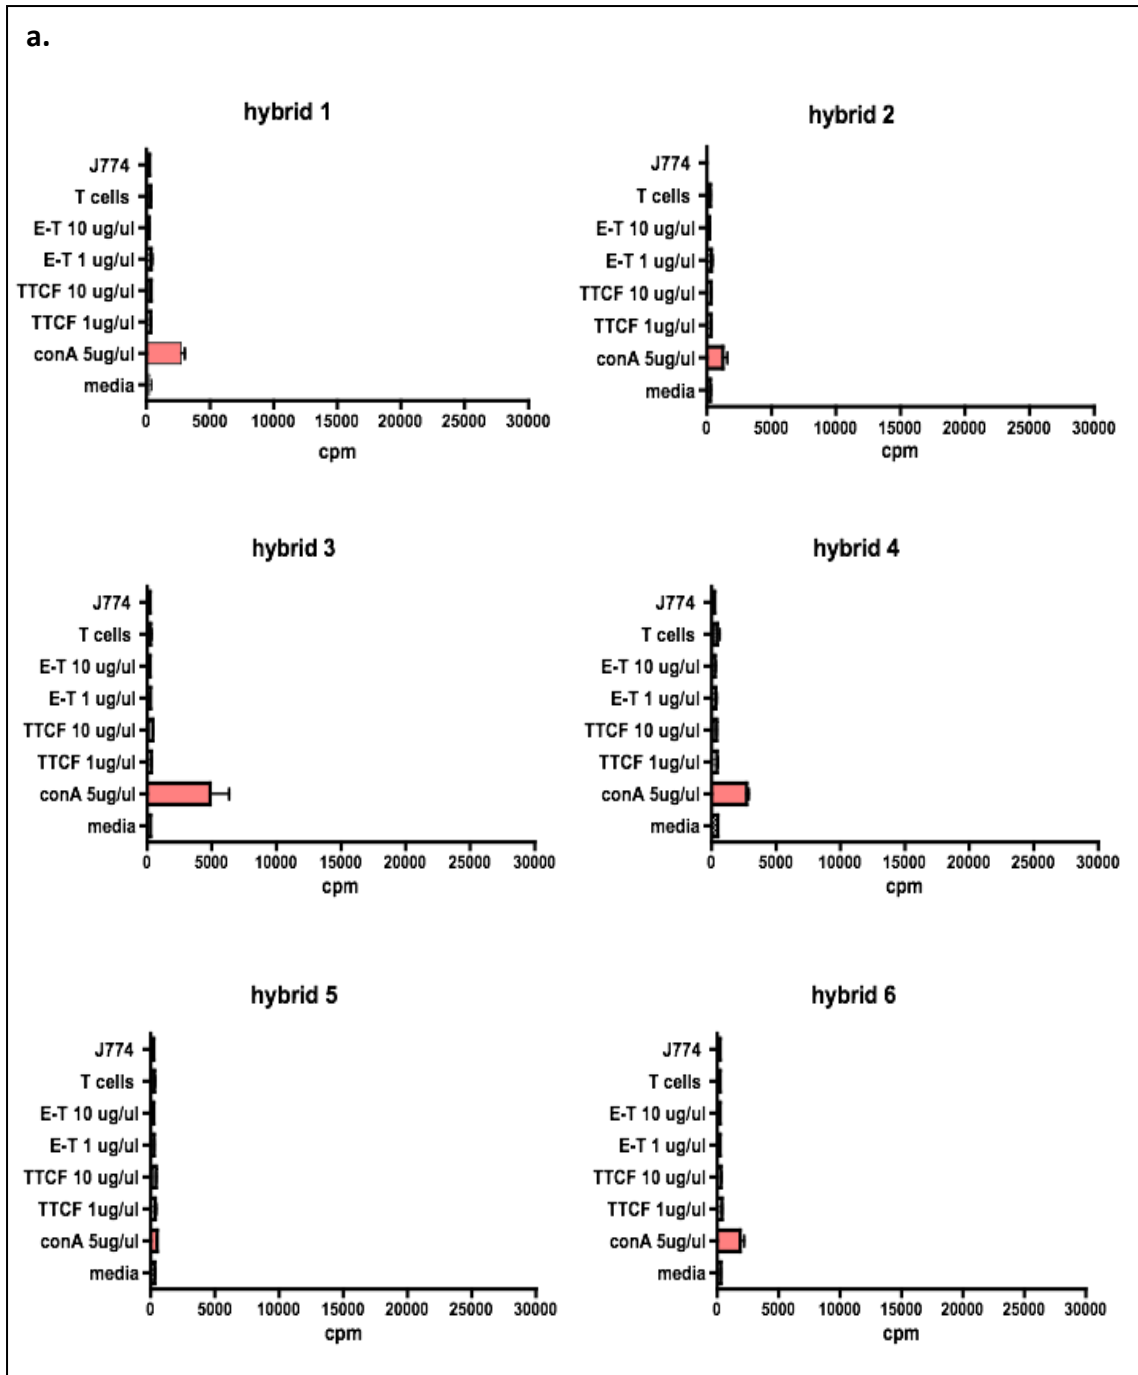 a.
hybrid 1
J774
T cells
E-T 10 ug/ul
E-T 1 ug/ul
TTCF 10 ug/ul
TTCF 1ug/ul
conA 5ug/ul
media
0 5000 10000 15000 20000 25000 30000
cpm
hybrid 2
J774
T cells
E-T 10 ug/ul
E-T 1 ug/ul
TTCF 10 ug/ul
TTCF 1ug/ul
conA 5ug/ul
media
0 5000 10000 15000 20000 25000 30000
cpm
hybrid 3
J774
T cells
E-T 10 ug/ul
E-T 1 ug/ul
TTCF 10 ug/ul
TTCF 1ug/ul
conA 5ug/ul
media
0 5000 10000 15000 20000 25000 30000
cpm
hybrid 4
J774
T cells
E-T 10 ug/ul
E-T 1 ug/ul
TTCF 10 ug/ul
TTCF 1ug/ul
conA 5ug/ul
media
0 5000 10000 15000 20000 25000 30000
cpm
hybrid 5
J774
T cells
E-T 10 ug/ul
E-T 1 ug/ul
TTCF 10 ug/ul
TTCF 1ug/ul
conA 5ug/ul
media
0 5000 10000 15000 20000 25000 30000
cpm
hybrid 6
J774
T cells
E-T 10 ug/ul
E-T 1 ug/ul
TTCF 10 ug/ul
TTCF 1ug/ul
conA 5ug/ul
media
0 5000 10000 15000 20000 25000 30000
cpm